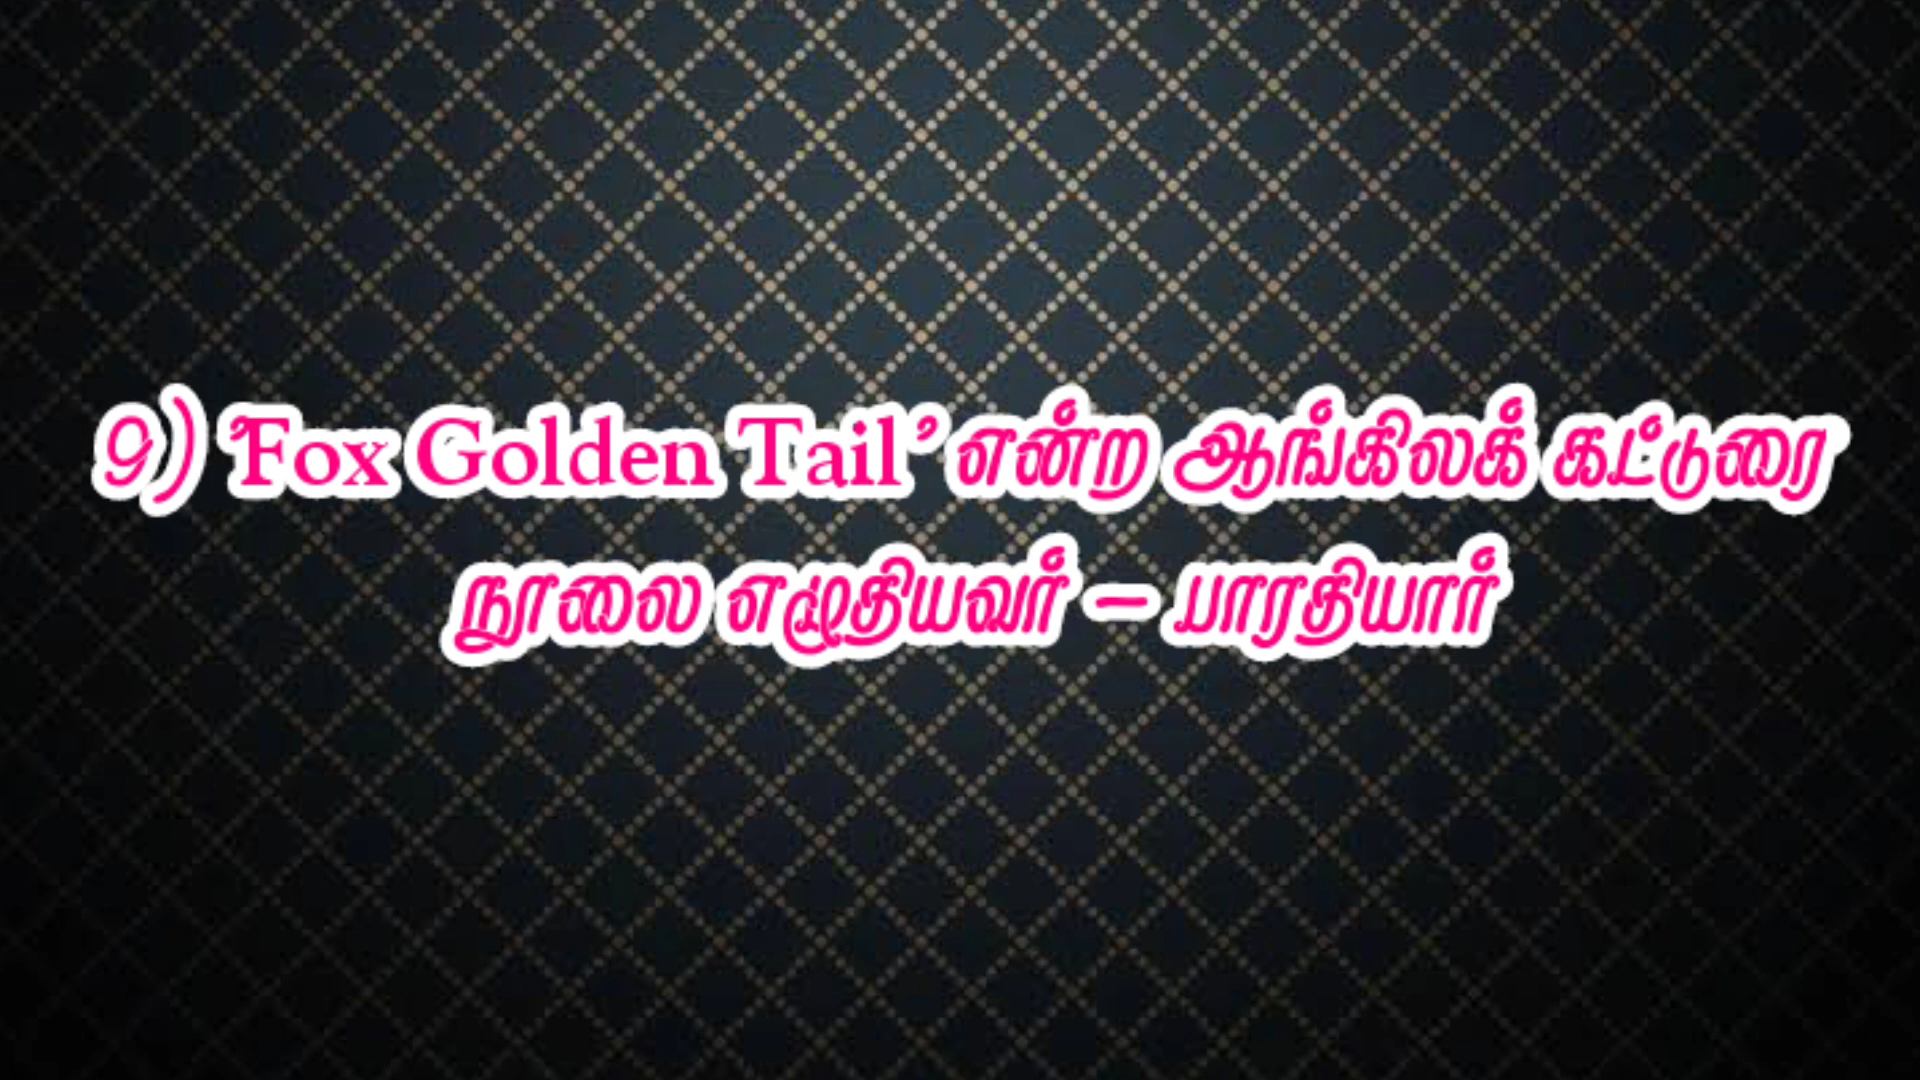 9) 'Fox Golden Tail' என்ற ஆங்கிலக் கட்டுரை
நூலை எழுதியவர் – பாரதியார்